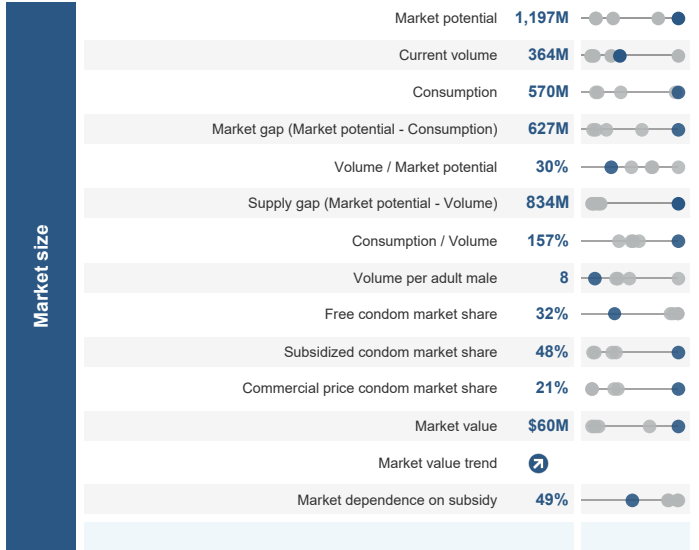 Market size
Market potential 1,197M
Current volume 364M
Consumption 570M
Market gap (Market potential - Consumption) 627M
Volume / Market potential 30%
Supply gap (Market potential - Volume) 834M
Consumption / Volume 157%
Volume per adult male 8
Free condom market share 32%
Subsidized condom market share 48%
Commercial price condom market share 21%
Market value $60M
Market value trend
Market dependence on subsidy 49%